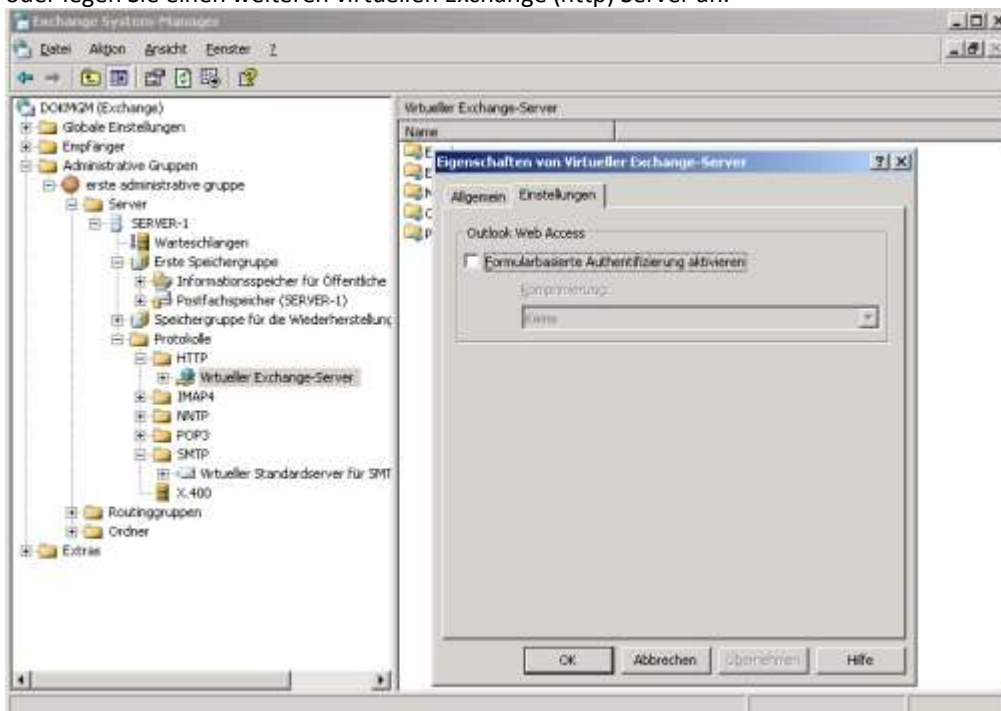 oder legen Sie einen weiteren virtuellen Exchange (http) Server an.
Exchange System-Manager
Datei Aktion Ansicht Fenster ?
DOKMGM (Exchange)
Globale Einstellungen
Empfänger
Administrative Gruppen
erste administrative gruppe
Server
SERVER-1
Warteschlangen
Erste Speichergruppe
Informationsspeicher für Öffentliche
Postfachspeicher (SERVER-1)
Speichergruppe für die Wiederherstellung
Protokolle
HTTP
Virtueller Exchange-Server
IMAP4
NNTP
POP3
SMTP
Virtueller Standardserver für SMT
X.400
Routinggruppen
Ordner
Extras
Virtueller Exchange-Server
Name
E
E
N
O
P
Eigenschaften von Virtueller Exchange-Server
Allgemein Einstellungen
Outlook Web Access
Formularbasierte Authentifizierung aktivieren
Komprimierung:
Keine
OK Abbrechen Übernehmen Hilfe